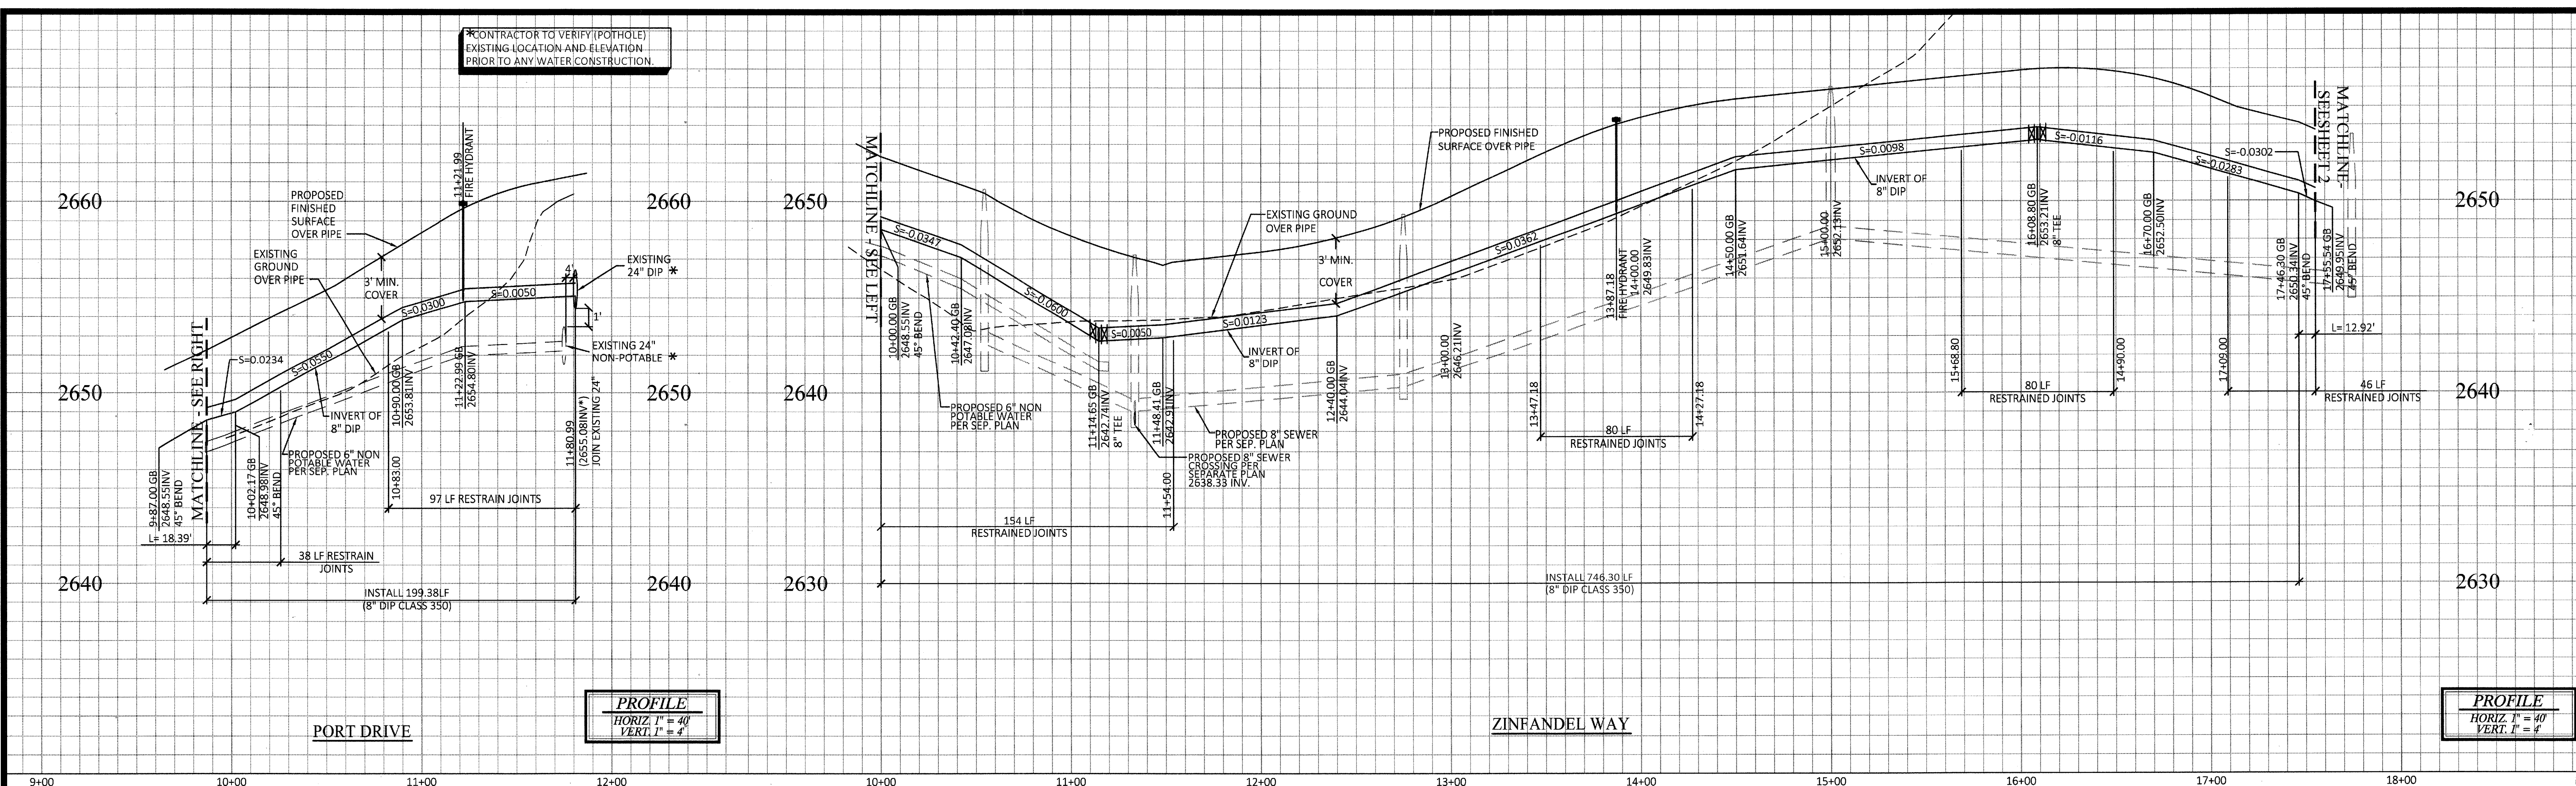 *CONTRACTOR TO VERIFY (POTHOLE)
EXISTING LOCATION AND ELEVATION
PRIOR TO ANY WATER CONSTRUCTION.
2660
2650
2640
2660
2650
2640
PROPOSED
FINISHED
SURFACE
OVER PIPE
EXISTING
GROUND
OVER PIPE
3' MIN.
COVER
11+21.99
FIRE HYDRANT
4'
EXISTING
24" DIP *
1'
EXISTING 24"
NON-POTABLE *
S=0.0234
S=0.0550
S=0.0300
S=0.0050
MATCHLINE -SEE RIGHT
INVERT OF
8" DIP
PROPOSED 6" NON
POTABLE WATER
PER SEP. PLAN
9+87.00 GB
2648.55INV
45° BEND
10+02.17 GB
2648.98INV
45° BEND
10+90.00 GB
2653.81INV
11+22.99 GB
2654.80INV
10+83.00
11+80.99
(2655.08INV*)
JOIN EXISTING 24"
97 LF RESTRAIN JOINTS
L= 18.39'
38 LF RESTRAIN
JOINTS
INSTALL 199.38LF
(8" DIP CLASS 350)
PORT DRIVE
PROFILE
HORIZ. 1" = 40'
VERT. 1" = 4'
9+00
10+00
11+00
12+00
2650
2640
2630
MATCHLINE SEE LEFT
S=-0.0347
S=-0.0600
S=0.0050
S=0.0123
S=0.0362
S=0.0098
S=-0.0116
S=-0.0283
S=-0.0302
PROPOSED FINISHED
SURFACE OVER PIPE
EXISTING GROUND
OVER PIPE
3' MIN.
COVER
INVERT OF
8" DIP
INVERT OF
8" DIP
10+00.00 GB
2648.55INV
45° BEND
10+42.40 GB
2647.08INV
PROPOSED 6" NON
POTABLE WATER
PER SEP. PLAN
11+14.65 GB
2642.74INV
8" TEE
11+48.41 GB
2642.91INV
11+54.00
PROPOSED 8" SEWER
PER SEP. PLAN
PROPOSED 8" SEWER
CROSSING PER
SEPARATE PLAN
2638.33 INV.
12+40.00 GB
2644.04INV
13+00.00
2646.21INV
13+47.18
13+87.18
FIRE HYDRANT
14+00.00
2649.83INV
14+27.18
14+50.00 GB
2651.64INV
15+00.00
2652.13INV
15+68.80
16+08.80 GB
2653.21INV
8" TEE
14+90.00
16+70.00 GB
2652.50INV
17+09.00
17+46.30 GB
2650.34INV
45° BEND
17+55.54 GB
2649.95INV
45° BEND
MATCHLINE-
SEESHEET 2
L= 12.92'
154 LF
RESTRAINED JOINTS
80 LF
RESTRAINED JOINTS
80 LF
RESTRAINED JOINTS
46 LF
RESTRAINED JOINTS
INSTALL 746.30 LF
(8" DIP CLASS 350)
2650
2640
2630
ZINFANDEL WAY
PROFILE
HORIZ. 1" = 40'
VERT. 1" = 4'
10+00
11+00
12+00
13+00
14+00
15+00
16+00
17+00
18+00